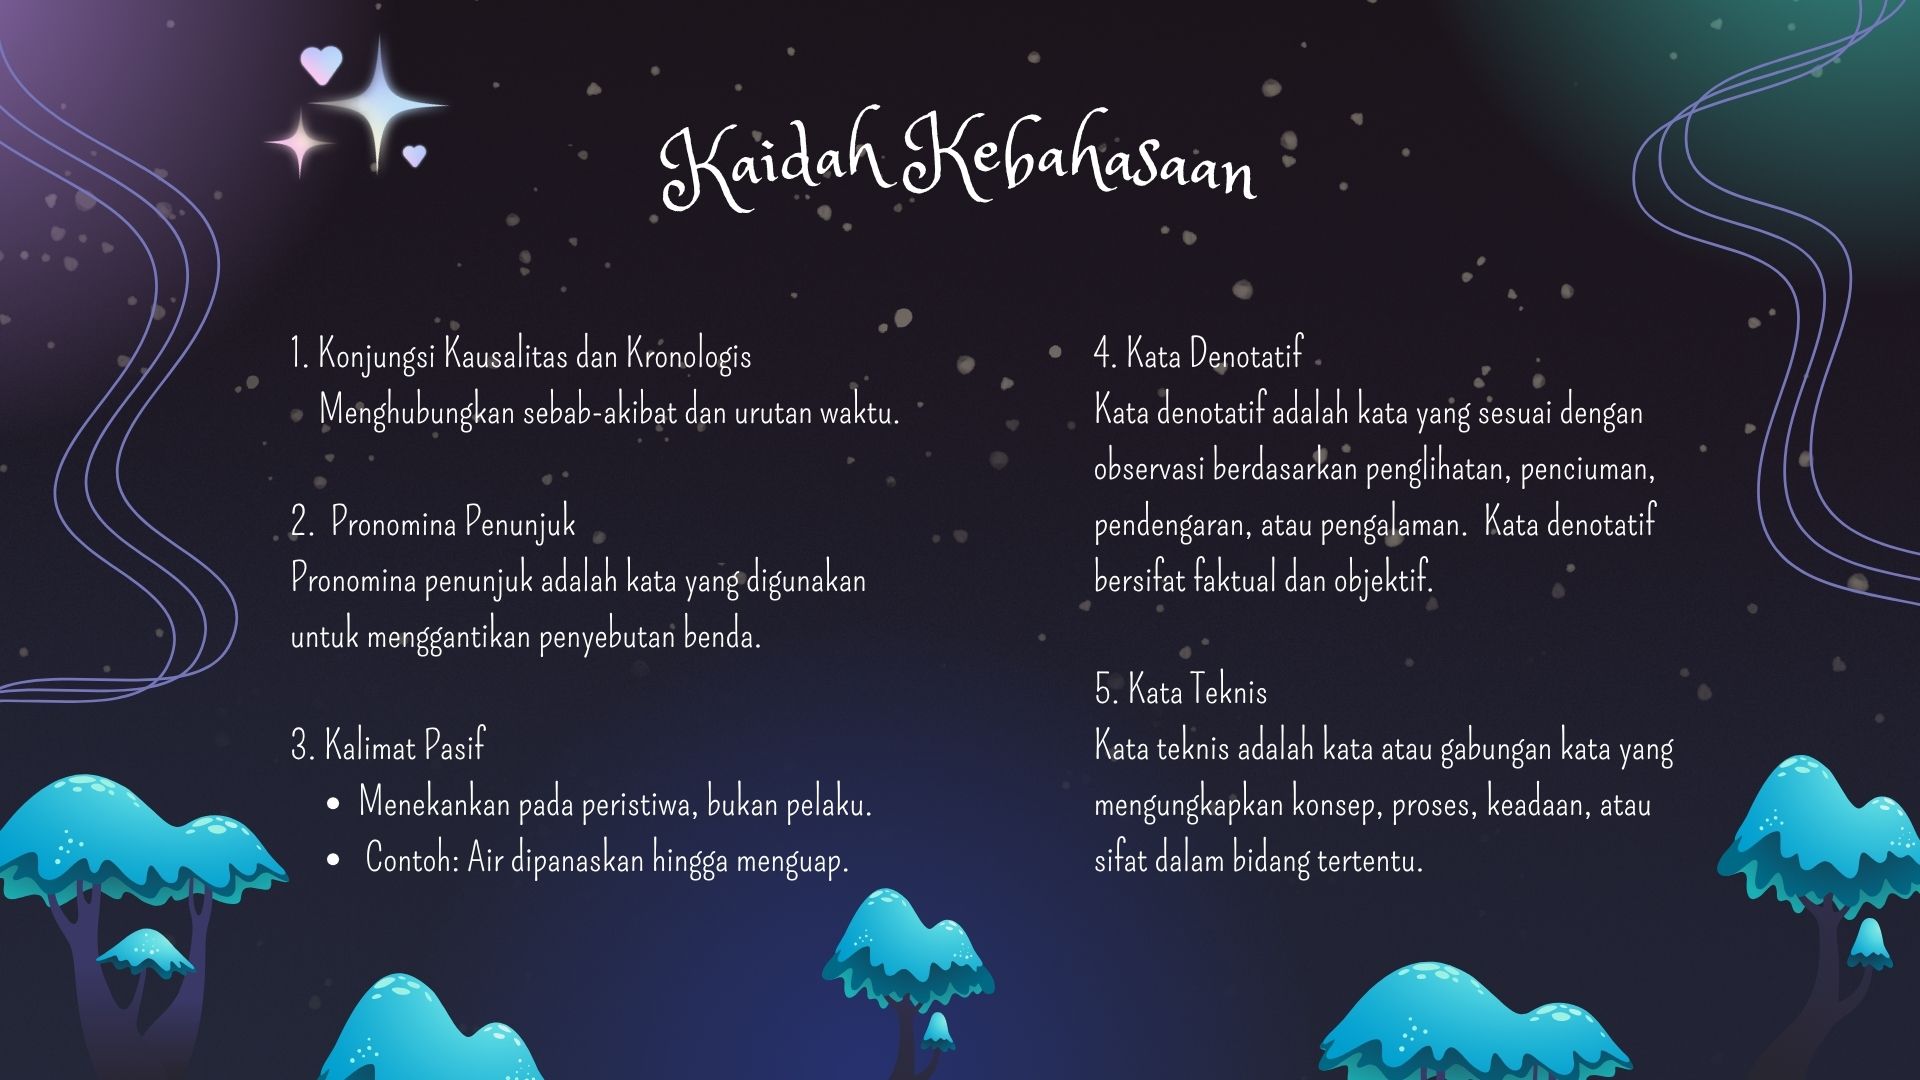 Kaidah Kebahasaan
1. Konjungsi Kausalitas dan Kronologis
Menghubungkan sebab-akibat dan urutan waktu.
2. Pronomina Penunjuk
Pronomina penunjuk adalah kata yang digunakan
untuk menggantikan penyebutan benda.
3. Kalimat Pasif
• Menekankan pada peristiwa, bukan pelaku.
• Contoh: Air dipanaskan hingga menguap.
4. Kata Denotatif
Kata denotatif adalah kata yang sesuai dengan
observasi berdasarkan penglihatan, penciuman,
pendengaran, atau pengalaman. Kata denotatif
bersifat faktual dan objektif.
5. Kata Teknis
Kata teknis adalah kata atau gabungan kata yang
mengungkapkan konsep, proses, keadaan, atau
sifat dalam bidang tertentu.